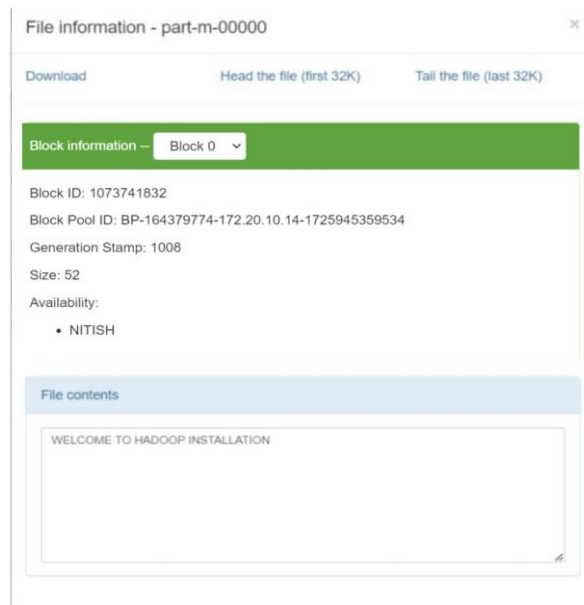 File information - part-m-00000
×
Download Head the file (first 32K) Tail the file (last 32K)
Block information -- Block 0
Block ID: 1073741832
Block Pool ID: BP-164379774-172.20.10.14-1725945359534
Generation Stamp: 1008
Size: 52
Availability:
• NITISH
File contents
WELCOME TO HADOOP INSTALLATION